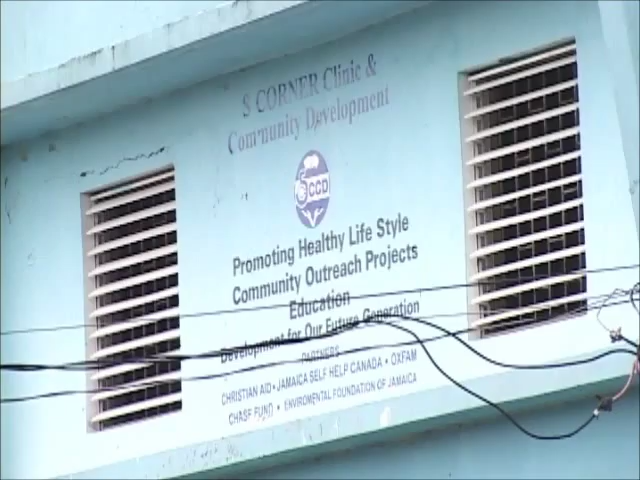 S CORNER Clinic &
Community Development
SCCD
Promoting Healthy Life Style
Community Outreach Projects
Education
Development for Our Future Generation
PARTNERS
CHRISTIAN AID • JAMAICA SELF HELP CANADA • OXFAM
CHASE FUND • ENVIROMENTAL FOUNDATION OF JAMAICA